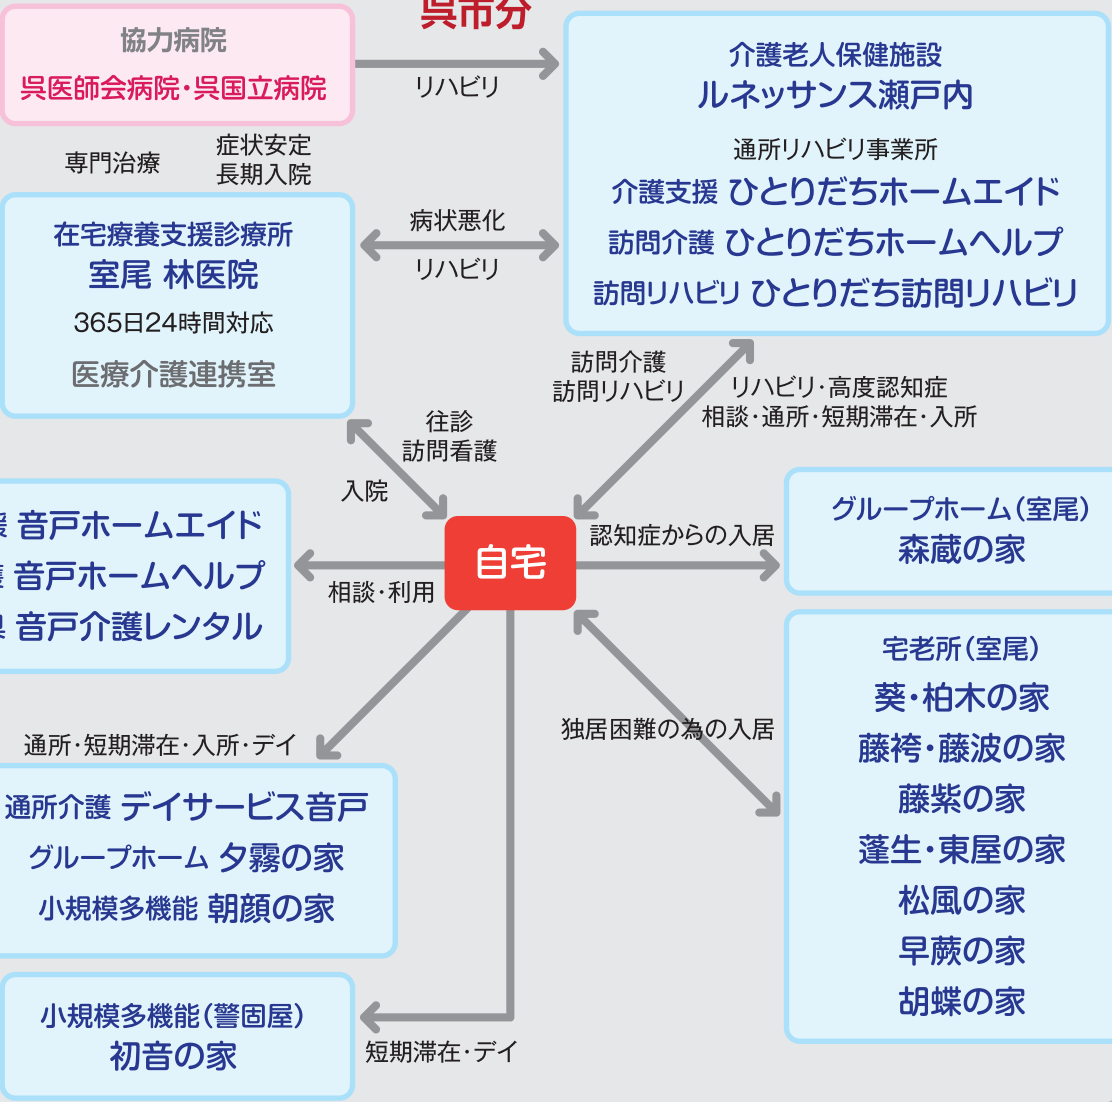 呉市分
協力病院
呉医師会病院・呉国立病院
リハビリ
介護老人保健施設
ルネッサンス瀬戸内
通所リハビリ事業所
介護支援 ひとりだちホームエイド
訪問介護 ひとりだちホームヘルプ
訪問リハビリ ひとりだち訪問リハビリ
専門治療
症状安定
長期入院
在宅療養支援診療所
室尾 林医院
365日24時間対応
医療介護連携室
病状悪化
リハビリ
訪問介護
訪問リハビリ
リハビリ・高度認知症
相談・通所・短期滞在・入所
往診
訪問看護
入院
音戸ホームエイド
音戸ホームヘルプ
音戸介護レンタル
相談・利用
自宅
認知症からの入居
グループホーム（室尾）
森蔵の家
宅老所（室尾）
葵・柏木の家
藤袴・藤波の家
藤紫の家
蓬生・東屋の家
松風の家
早蕨の家
胡蝶の家
独居困難の為の入居
通所・短期滞在・入所・デイ
通所介護 デイサービス音戸
グループホーム 夕霧の家
小規模多機能 朝顔の家
小規模多機能（警固屋）
初音の家
短期滞在・デイ